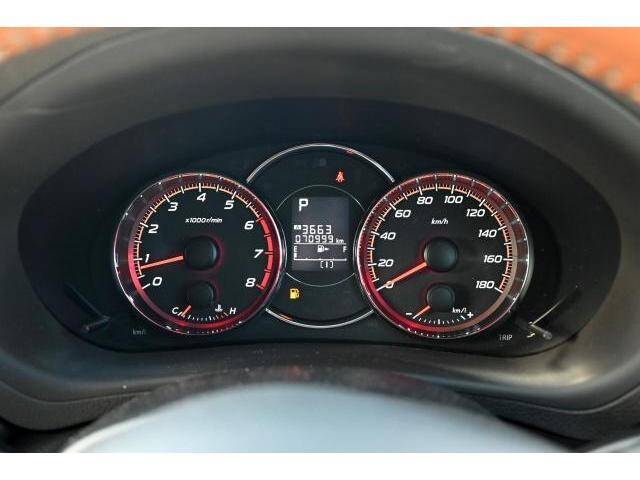 0 1 2 3 4 5 6 7 8
x1000r/min
C H
km/l
P
3663
070999 km
E F
(1)
0 20 40 60 80 100 120 140 160 180
km/h
km/l
- +
TRIP